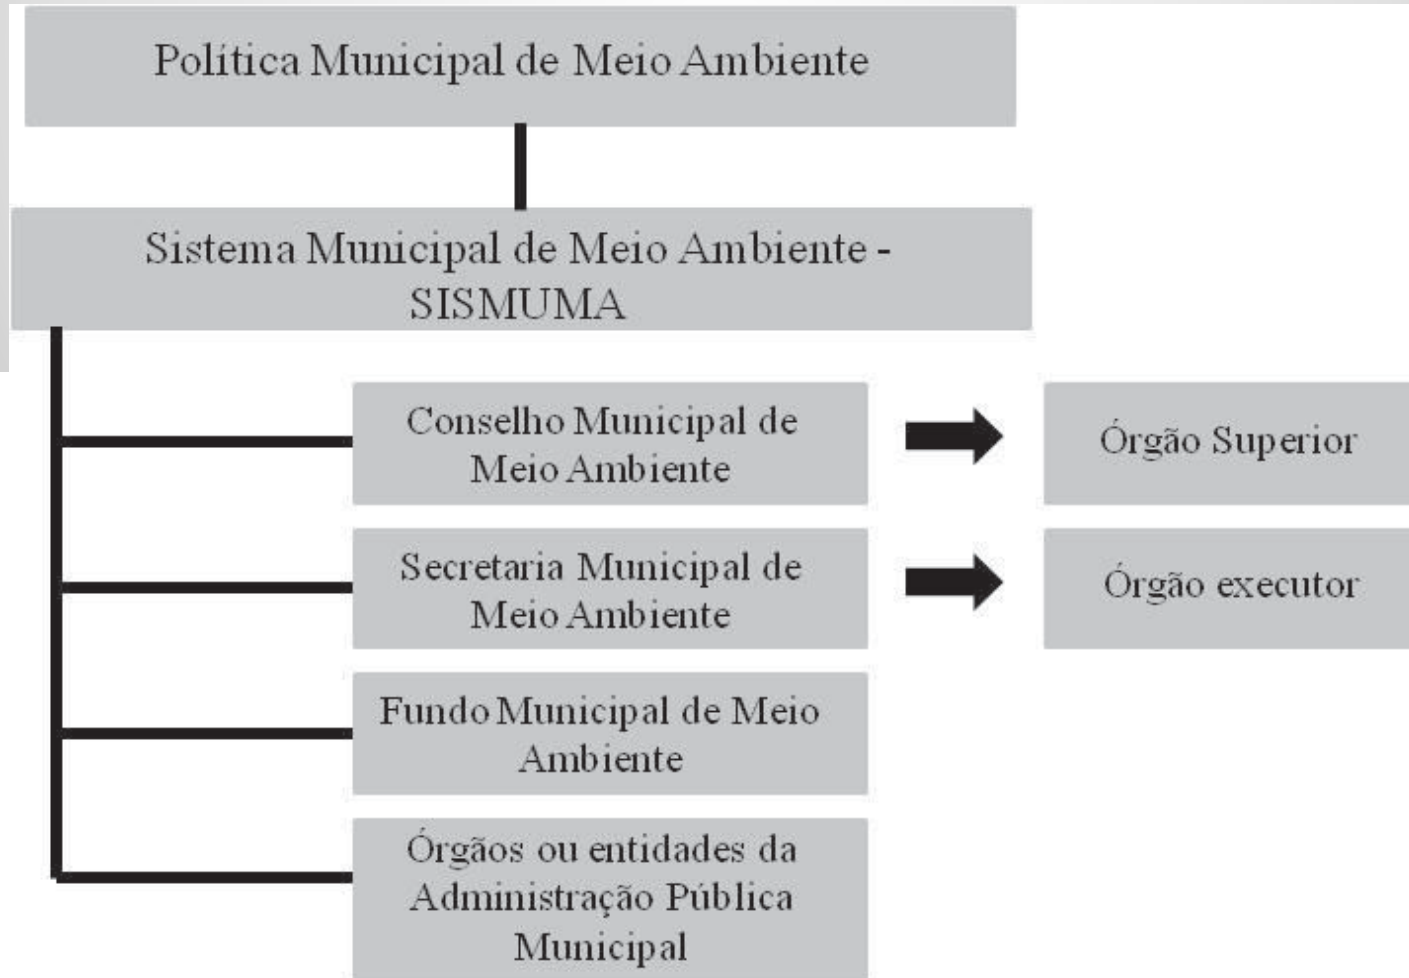 Política Municipal de Meio Ambiente
Sistema Municipal de Meio Ambiente -
SISMUMA
Conselho Municipal de
Meio Ambiente
Órgão Superior
Secretaria Municipal de
Meio Ambiente
Órgão executor
Fundo Municipal de Meio
Ambiente
Órgãos ou entidades da
Administração Pública
Municipal